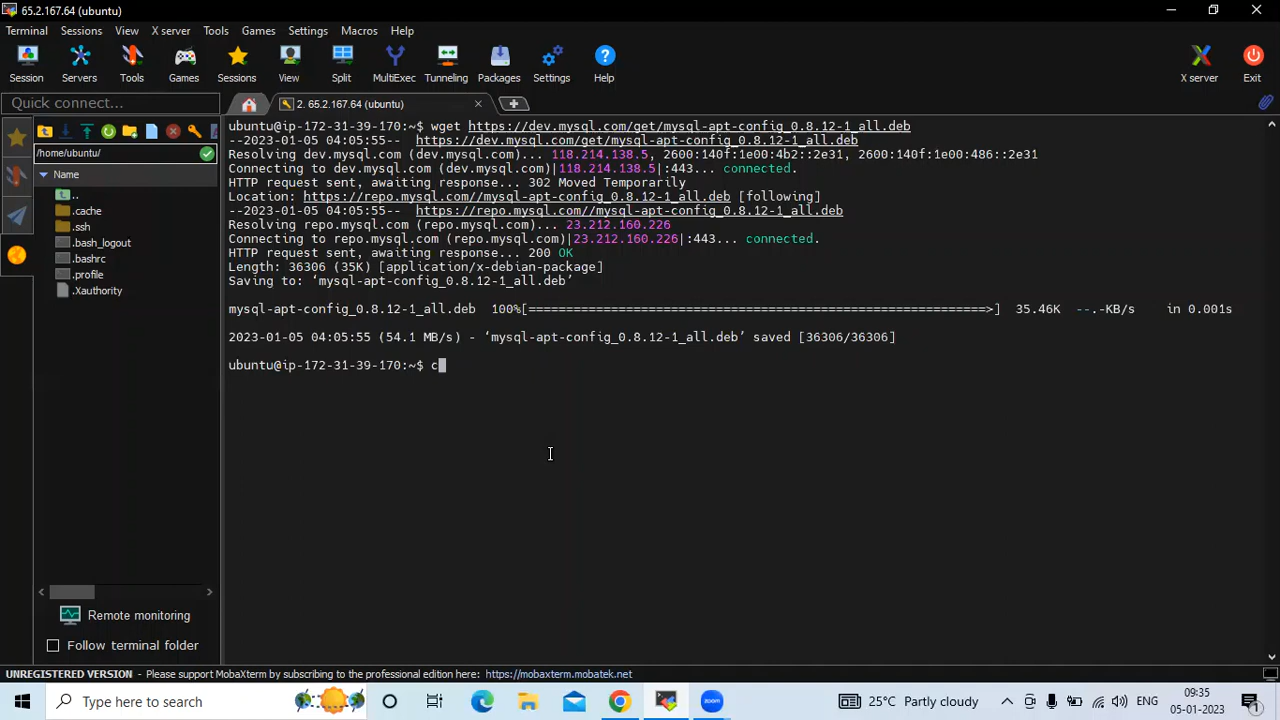 65.2.167.64 (ubuntu)
Terminal Sessions View X server Tools Games Settings Macros Help
Session Servers Tools Games Sessions View Split MultiExec Tunneling Packages Settings Help X server Exit
Quick connect...
2. 65.2.167.64 (ubuntu)
/home/ubuntu/
Name
..
.cache
.ssh
.bash_logout
.bashrc
.profile
.Xauthority
Remote monitoring
Follow terminal folder
ubuntu@ip-172-31-39-170:~$ wget https://dev.mysql.com/get/mysql-apt-config_0.8.12-1_all.deb
--2023-01-05 04:05:55-- https://dev.mysql.com/get/mysql-apt-config_0.8.12-1_all.deb
Resolving dev.mysql.com (dev.mysql.com)... 118.214.138.5, 2600:140f:1e00:4b2::2e31, 2600:140f:1e00:486::2e31
Connecting to dev.mysql.com (dev.mysql.com)|118.214.138.5|:443... connected.
HTTP request sent, awaiting response... 302 Moved Temporarily
Location: https://repo.mysql.com//mysql-apt-config_0.8.12-1_all.deb [following]
--2023-01-05 04:05:55-- https://repo.mysql.com//mysql-apt-config_0.8.12-1_all.deb
Resolving repo.mysql.com (repo.mysql.com)... 23.212.160.226
Connecting to repo.mysql.com (repo.mysql.com)|23.212.160.226|:443... connected.
HTTP request sent, awaiting response... 200 OK
Length: 36306 (35K) [application/x-debian-package]
Saving to: ‘mysql-apt-config_0.8.12-1_all.deb’
mysql-apt-config_0.8.12-1_all.deb 100%[=============================================================>] 35.46K --.-KB/s in 0.001s
2023-01-05 04:05:55 (54.1 MB/s) - ‘mysql-apt-config_0.8.12-1_all.deb’ saved [36306/36306]
ubuntu@ip-172-31-39-170:~$ c
UNREGISTERED VERSION - Please support MobaXterm by subscribing to the professional edition here: https://mobaxterm.mobatek.net
Type here to search
zoom
25°C Partly cloudy
ENG
09:35
05-01-2023
1